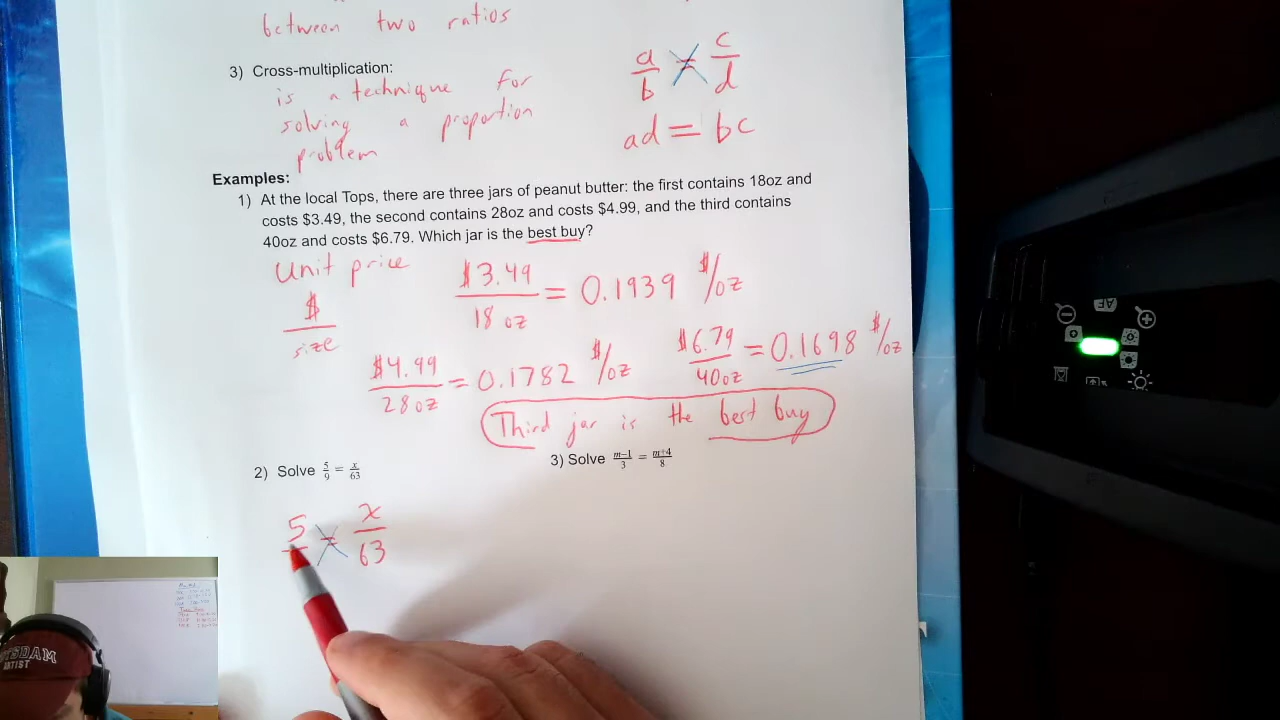 between two ratios
3) Cross-multiplication:
is a technique for
solving a proportion
problem
a/b = c/d
ad = bc
Examples:
1) At the local Tops, there are three jars of peanut butter: the first contains 18oz and
costs $3.49, the second contains 28oz and costs $4.99, and the third contains
40oz and costs $6.79. Which jar is the best buy?
Unit price
$/size
$3.49/18 oz = 0.1939 $/oz
$4.99/28 oz = 0.1782 $/oz
$6.79/40oz = 0.1698 $/oz
Third jar is the best buy
2) Solve 5/9 = x/63
3) Solve m-1/3 = m+4/8
5/ = x/63
AF